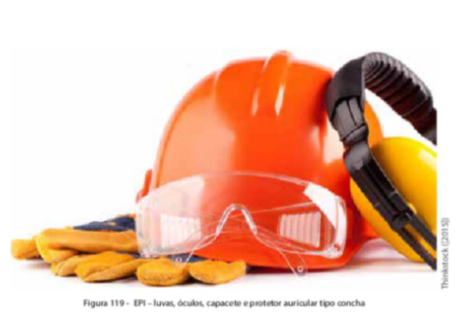 Thinkstock ([2015])
Figura 119 - EPI – luvas, óculos, capacete e protetor auricular tipo concha